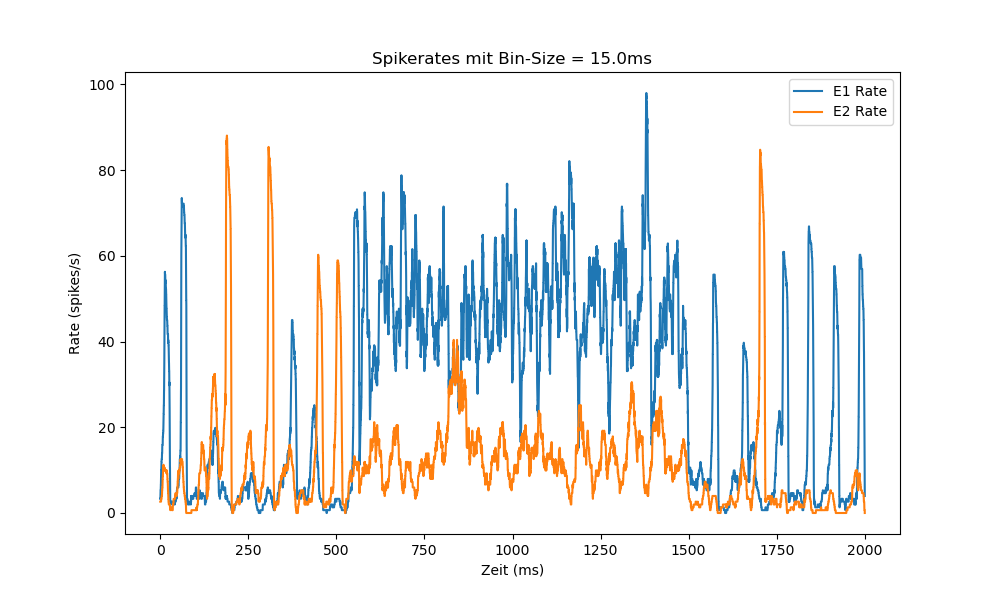 Spikerates mit Bin-Size = 15.0ms
E1 Rate
E2 Rate
Rate (spikes/s)
100
80
60
40
20
0
0 250 500 750 1000 1250 1500 1750 2000
Zeit (ms)